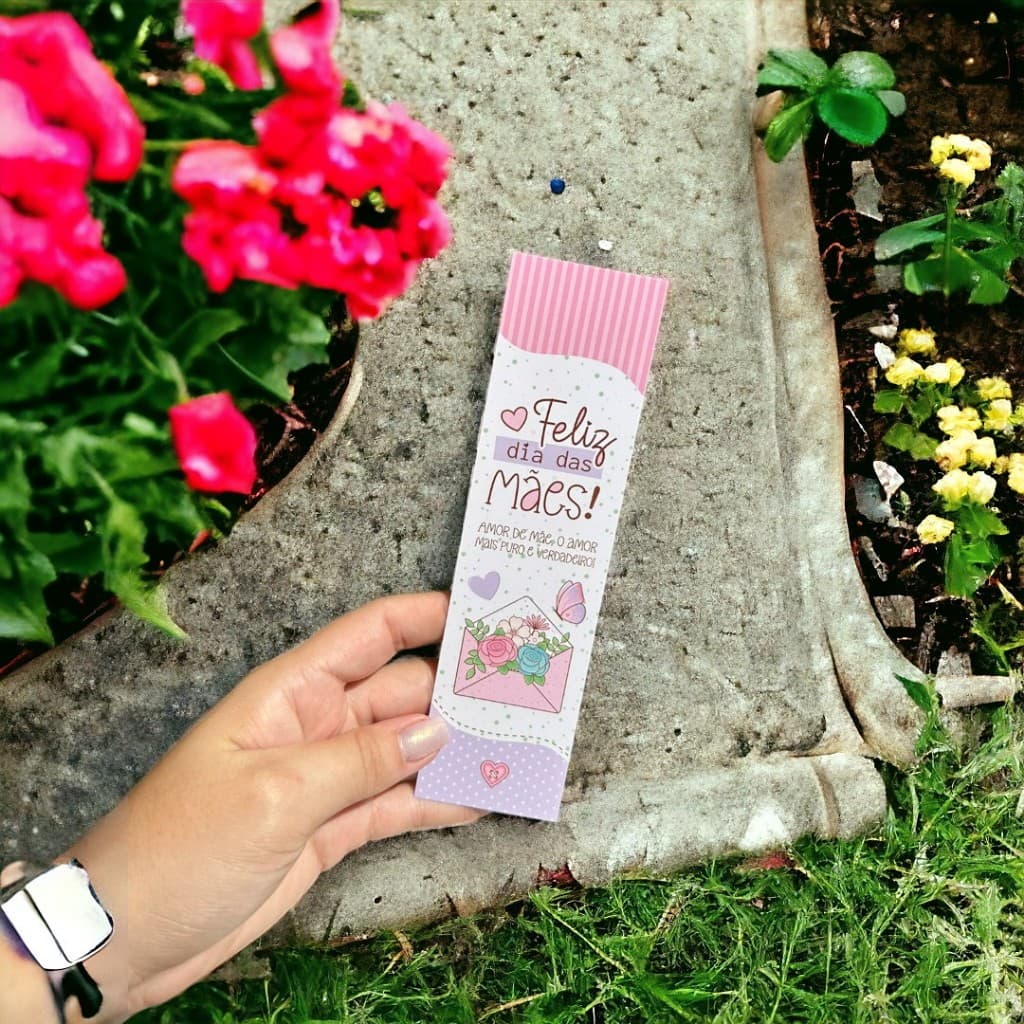 Feliz
dia das
Mães!
AMOR DE MÃE, O AMOR
MAIS PURO E VERDADEIRO!